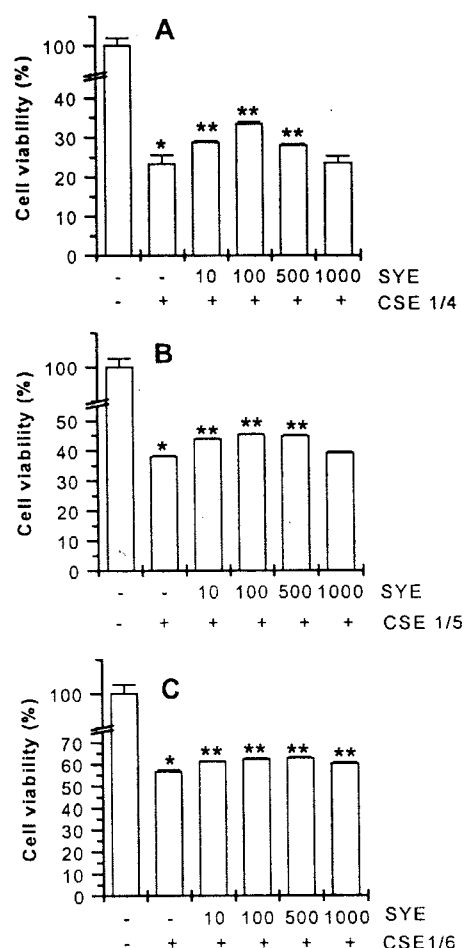 A
Cell viability (%)
100
40
30
20
10
0
* ** ** **
- - 10 100 500 1000 SYE
- + + + + + CSE 1/4
B
Cell viability (%)
100
50
40
30
20
10
0
* ** ** **
- - 10 100 500 1000 SYE
- + + + + + CSE 1/5
C
Cell viability (%)
100
70
60
50
40
30
20
10
0
* ** ** ** **
- - 10 100 500 1000 SYE
- + + + + + CSE1/6